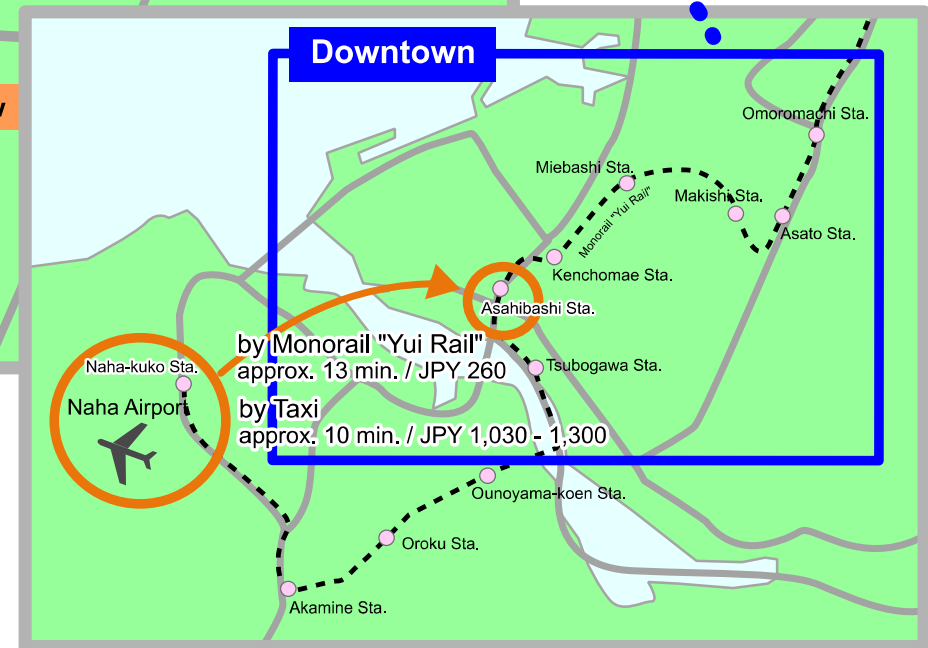 Downtown
Omoromachi Sta.
Miebashi Sta.
Makishi Sta.
Monorail "Yui Rail"
Asato Sta.
Kenchomae Sta.
Asahibashi Sta.
by Monorail "Yui Rail"
approx. 13 min. / JPY 260
Naha-kuko Sta.
Tsubogawa Sta.
Naha Airport
by Taxi
approx. 10 min. / JPY 1,030 - 1,300
Ounoyama-koen Sta.
Oroku Sta.
Akamine Sta.